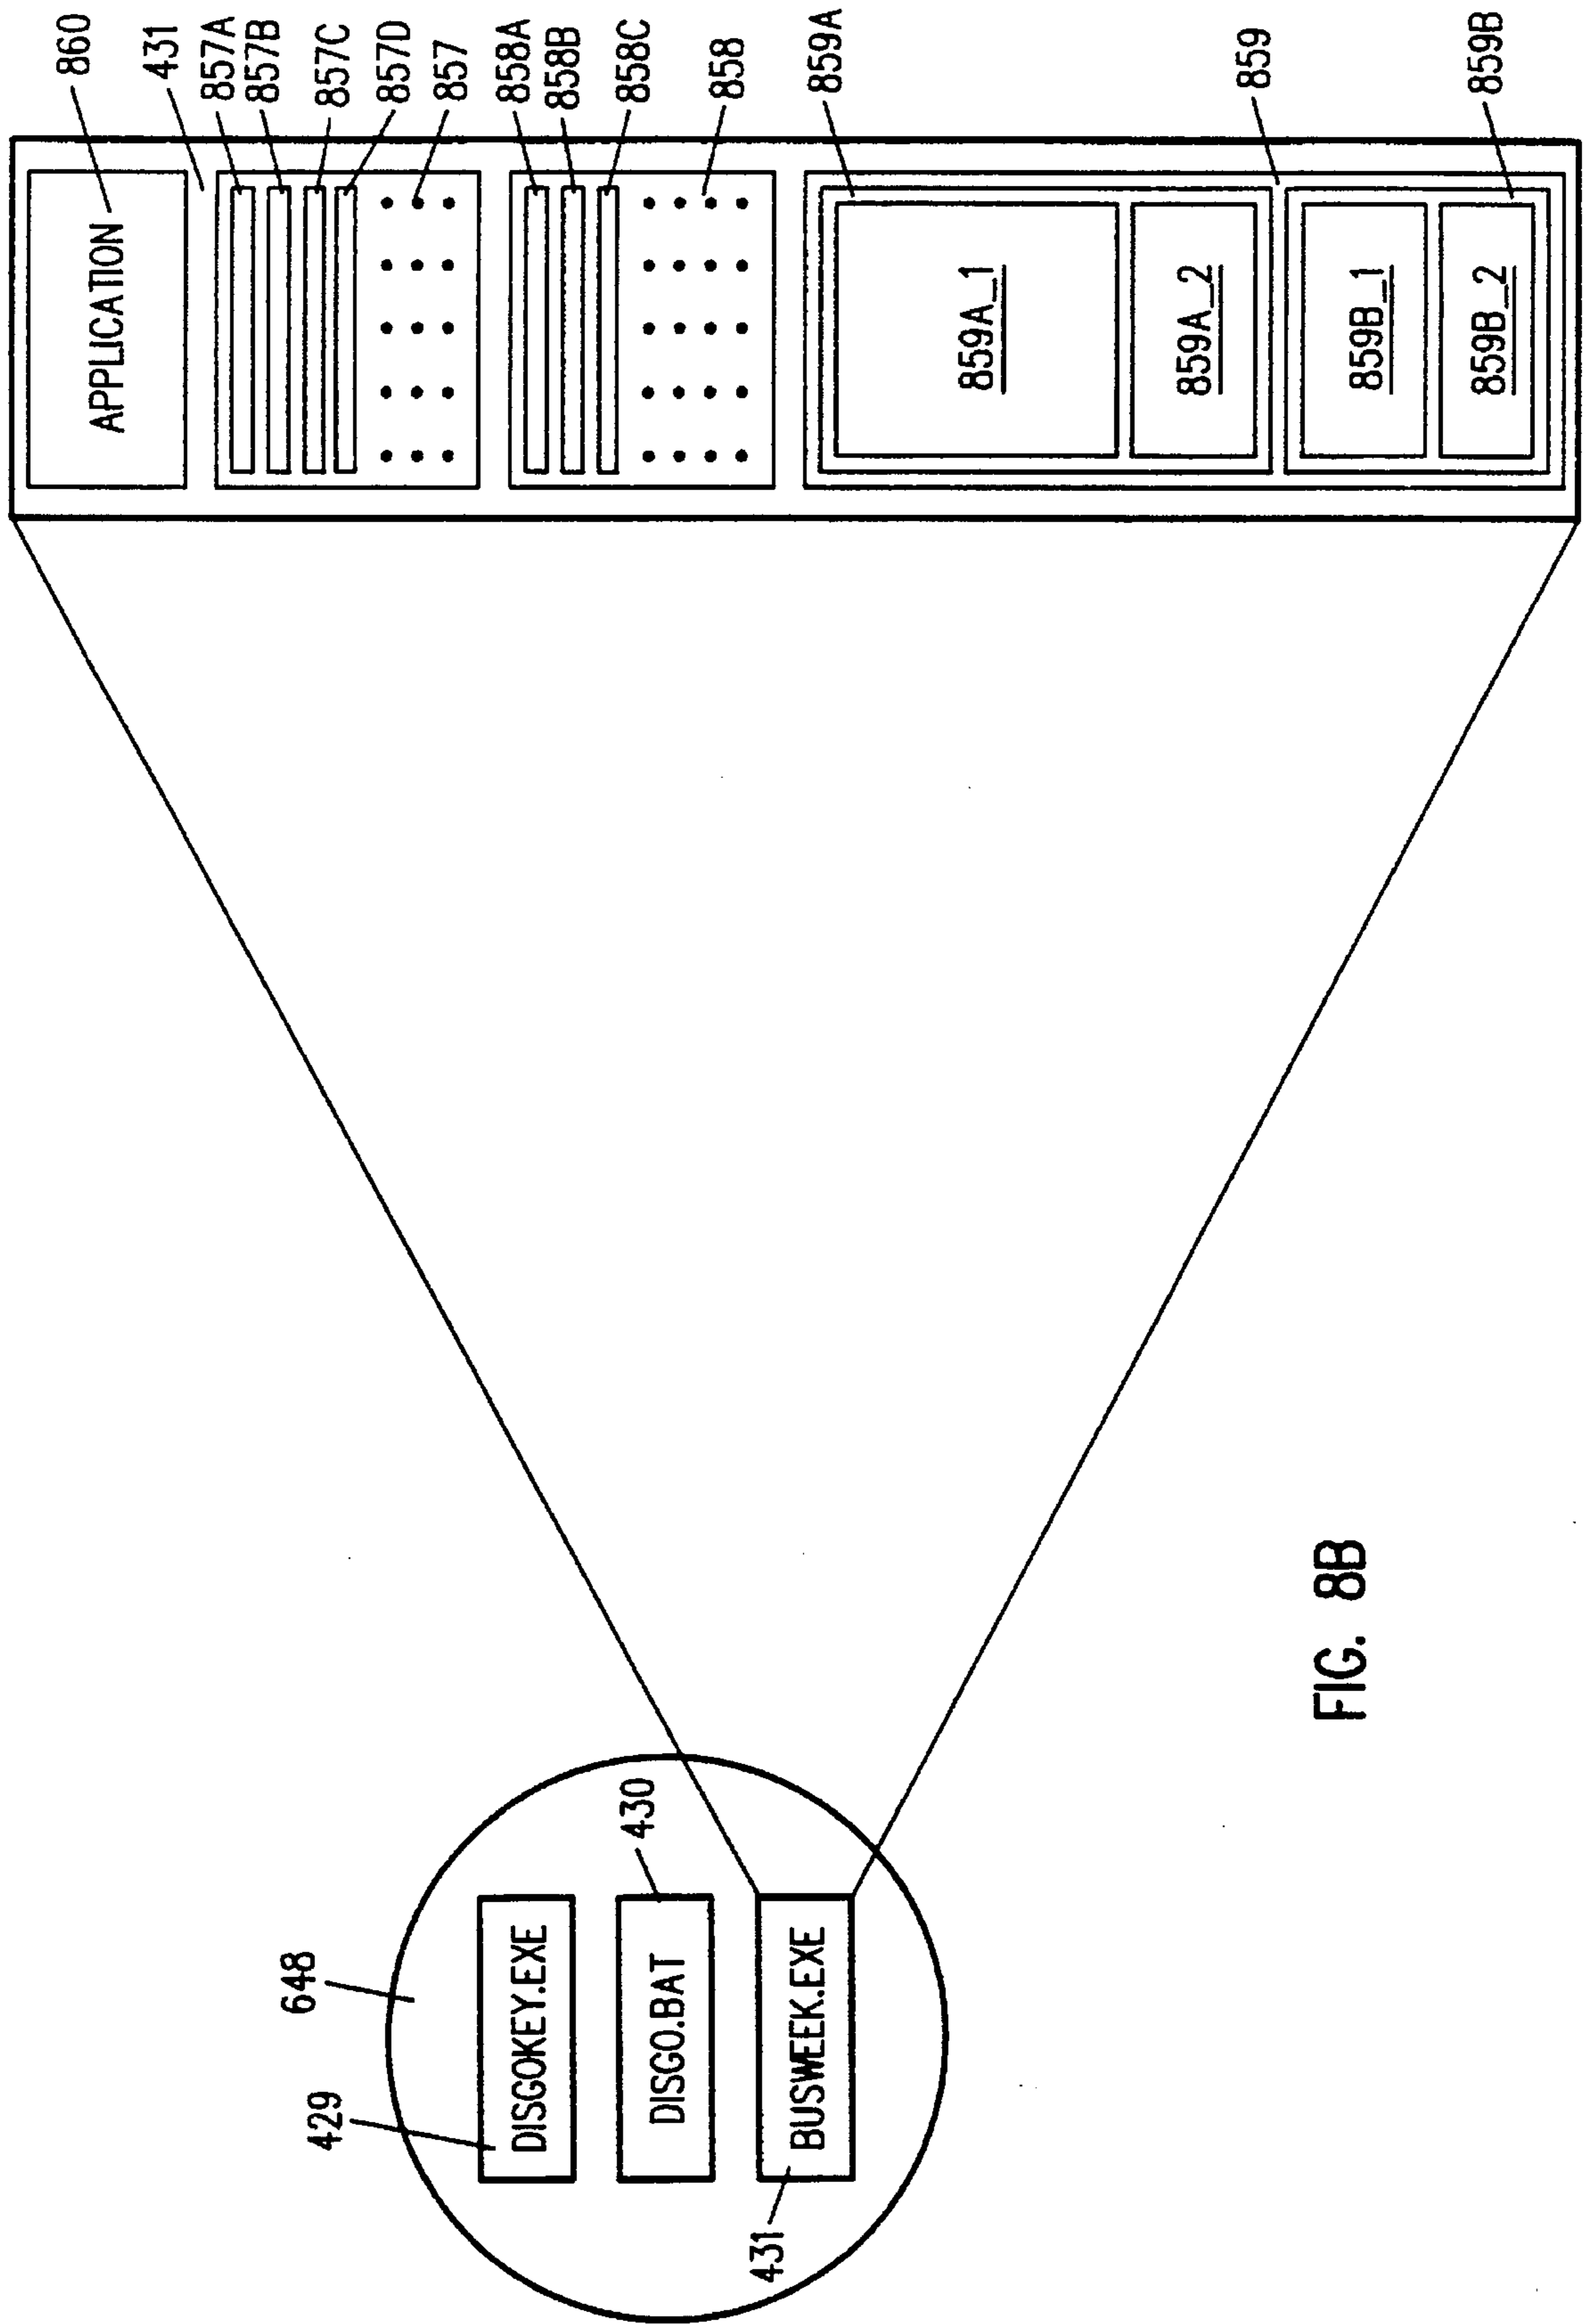 648
429
DISGOKEY.EXE
430
DISGO.BAT
431
BUSWEEK.EXE
APPLICATION
860
431
857A
857B
857C
857D
857
858A
858B
858C
858
859A
859A_1
859A_2
859
859B_1
859B_2
859B
FIG. 8B